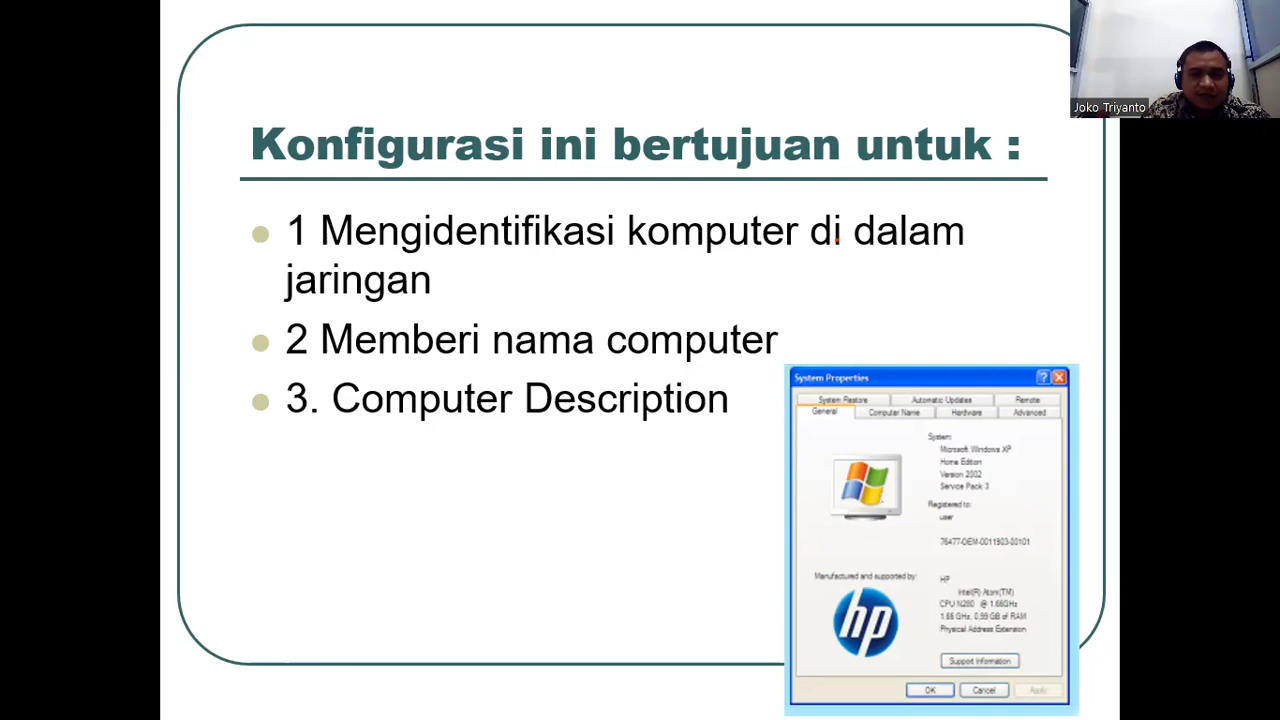 Joko Triyanto
Konfigurasi ini bertujuan untuk :
1 Mengidentifikasi komputer di dalam
jaringan
2 Memberi nama computer
3. Computer Description
System Properties
System Restore Automatic Updates Remote
General Computer Name Hardware Advanced
System:
Microsoft Windows XP
Home Edition
Version 2002
Service Pack 3
Registered to:
user
76477-OEM-0011903-00101
Manufactured and supported by:
HP
Intel(R) Atom(TM)
CPU N280 @ 1.66GHz
1.66 GHz, 0.99 GB of RAM
Physical Address Extension
hp
Support Information
OK Cancel Apply